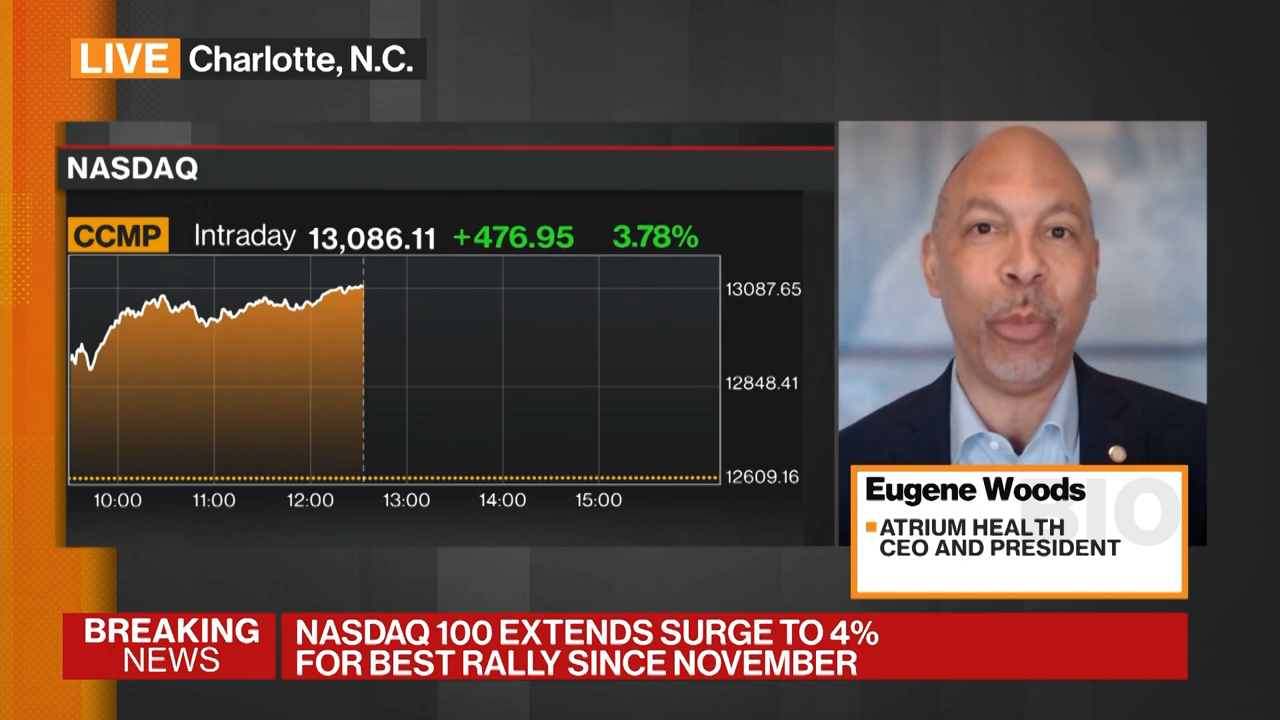 LIVE Charlotte, N.C.
NASDAQ
CCMP Intraday 13,086.11 +476.95 3.78%
13087.65
12848.41
12609.16
10:00 11:00 12:00 13:00 14:00 15:00
BIO
Eugene Woods
ATRIUM HEALTH
CEO AND PRESIDENT
BREAKING
NEWS
NASDAQ 100 EXTENDS SURGE TO 4%
FOR BEST RALLY SINCE NOVEMBER